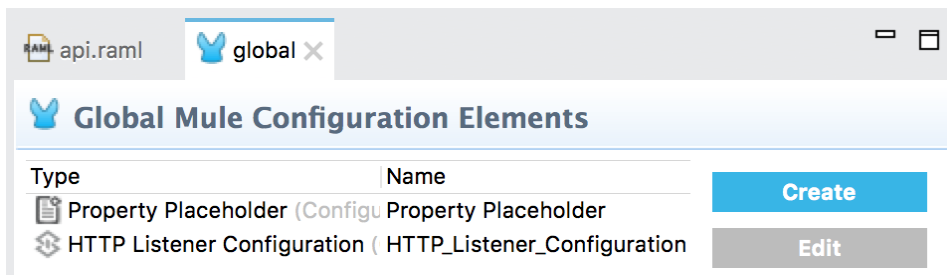 RAML api.raml global
Global Mule Configuration Elements
Type Name
Property Placeholder (Configu Property Placeholder
Create
HTTP Listener Configuration ( HTTP_Listener_Configuration
Edit